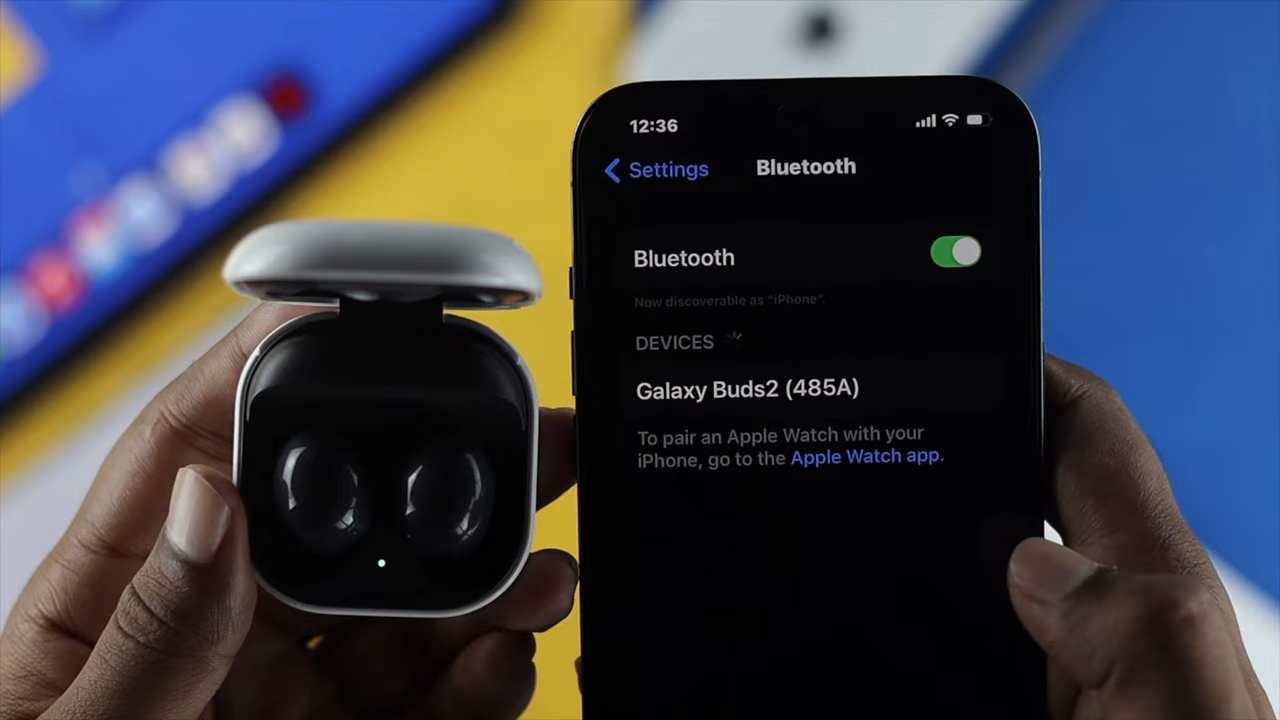 12:36
Settings Bluetooth
Bluetooth
Now discoverable as “iPhone”.
DEVICES
Galaxy Buds2 (485A)
To pair an Apple Watch with your
iPhone, go to the Apple Watch app.